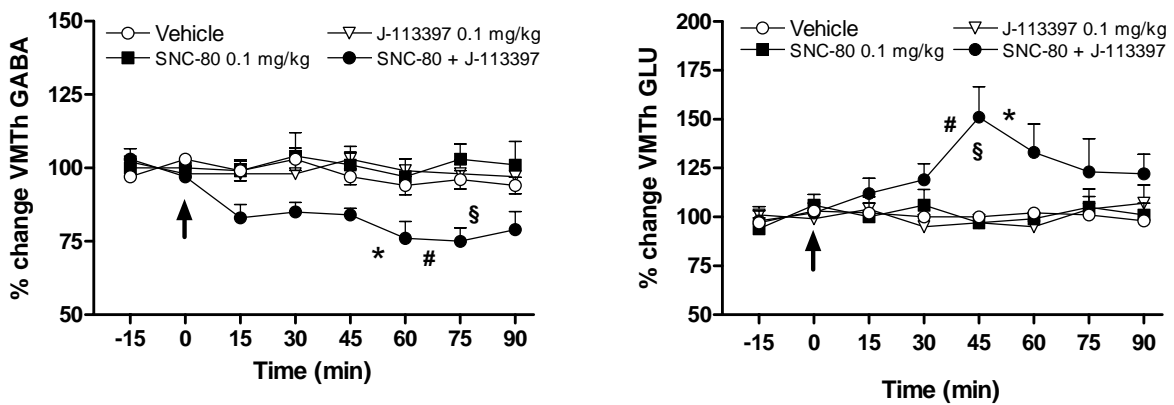 % change VMTh GABA
150
125
100
75
50
Vehicle
J-113397 0.1 mg/kg
SNC-80 0.1 mg/kg
SNC-80 + J-113397
§
*
#
-15 0 15 30 45 60 75 90
Time (min)
% change VMTh GLU
200
175
150
125
100
75
50
Vehicle
J-113397 0.1 mg/kg
SNC-80 0.1 mg/kg
SNC-80 + J-113397
#
*
§
-15 0 15 30 45 60 75 90
Time (min)